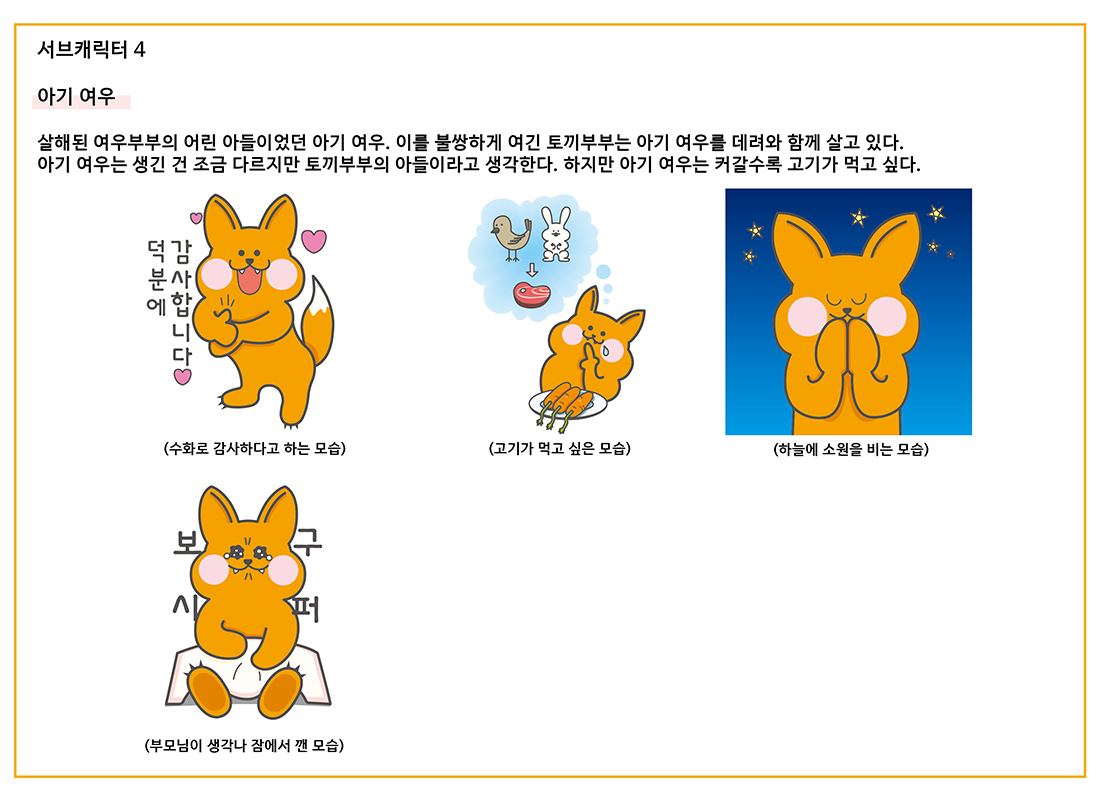 서브캐릭터 4
아기 여우
살해된 여우부부의 어린 아들이었던 아기 여우. 이를 불쌍하게 여긴 토끼부부는 아기 여우를 데려와 함께 살고 있다.
아기 여우는 생긴 건 조금 다르지만 토끼부부의 아들이라고 생각한다. 하지만 아기 여우는 커갈수록 고기가 먹고 싶다.
덕분에
감사합니다
(수화로 감사하다고 하는 모습)
(고기가 먹고 싶은 모습)
(하늘에 소원을 비는 모습)
보구
시퍼
(부모님이 생각나 잠에서 깬 모습)